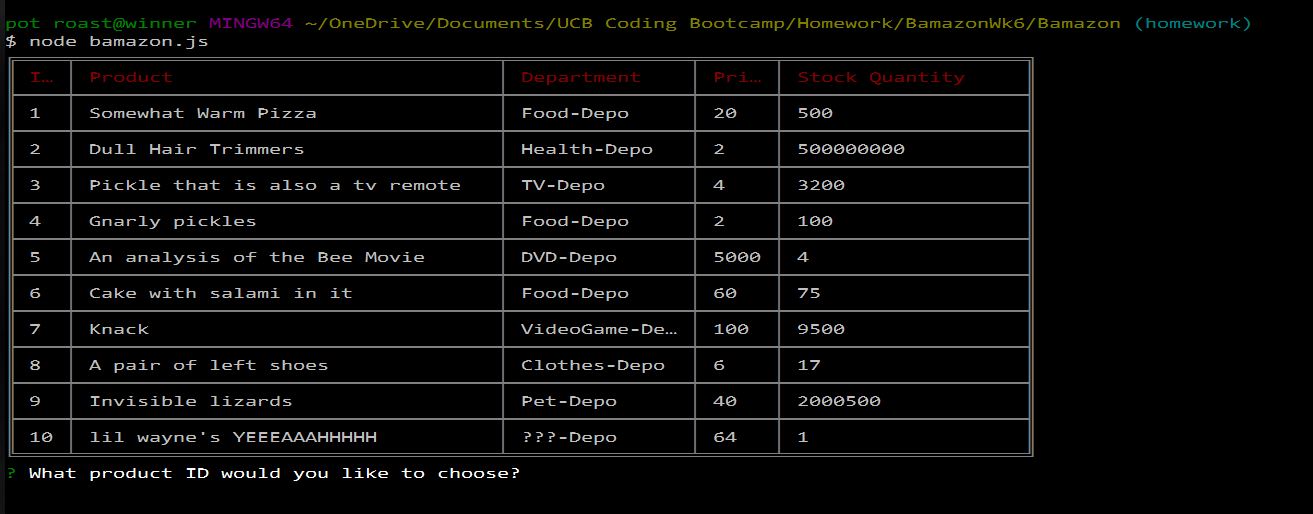 pot roast@winner MINGW64 ~/OneDrive/Documents/UCB Coding Bootcamp/Homework/BamazonWk6/Bamazon (homework)
$ node bamazon.js
I… Product Department Pri… Stock Quantity
1 Somewhat Warm Pizza Food-Depo 20 500
2 Dull Hair Trimmers Health-Depo 2 500000000
3 Pickle that is also a tv remote TV-Depo 4 3200
4 Gnarly pickles Food-Depo 2 100
5 An analysis of the Bee Movie DVD-Depo 5000 4
6 Cake with salami in it Food-Depo 60 75
7 Knack VideoGame-De… 100 9500
8 A pair of left shoes Clothes-Depo 6 17
9 Invisible lizards Pet-Depo 40 2000500
10 lil wayne's YEEEAAAHHHHH ???-Depo 64 1
? What product ID would you like to choose?